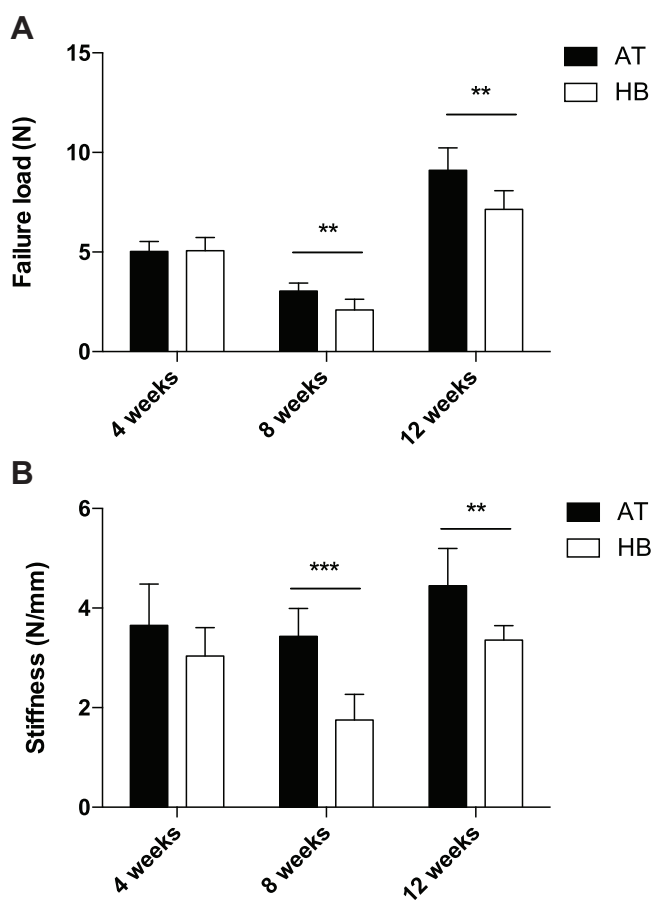 A
Failure load (N)
15
10
5
0
**
**
AT
HB
4 weeks
8 weeks
12 weeks
B
Stiffness (N/mm)
6
4
2
0
***
**
AT
HB
4 weeks
8 weeks
12 weeks